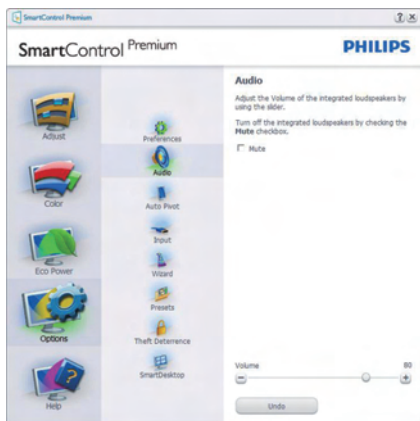 SmartControl Premium
SmartControl Premium
PHILIPS
Adjust
Color
Eco Power
Options
Help
Preferences
Audio
Auto Pivot
Input
Wizard
Presets
Theft Deterrence
SmartDesktop
Audio
Adjust the Volume of the integrated loudspeakers by
using the slider.
Turn off the integrated loudspeakers by checking the
Mute checkbox.
Mute
Volume 80
Undo